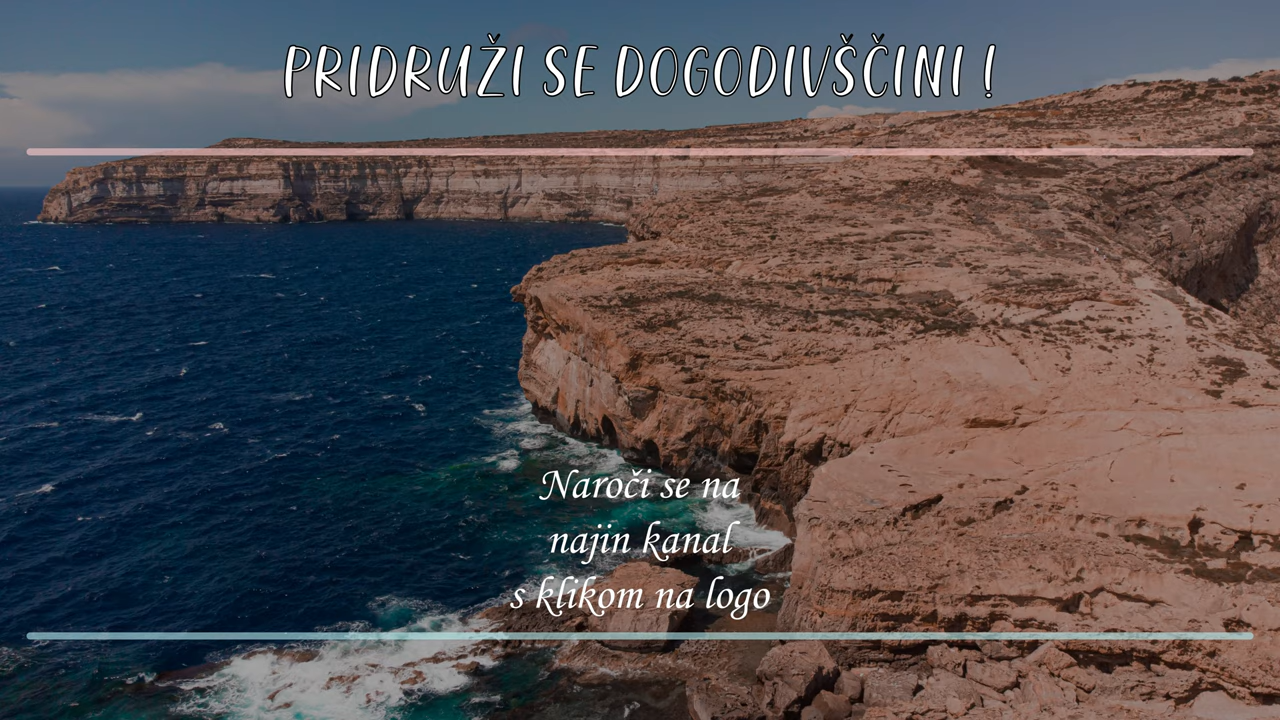 PRIDRUŽI SE DOGODIVŠČINI !
Naroči se na
najin kanal
s klikom na logo